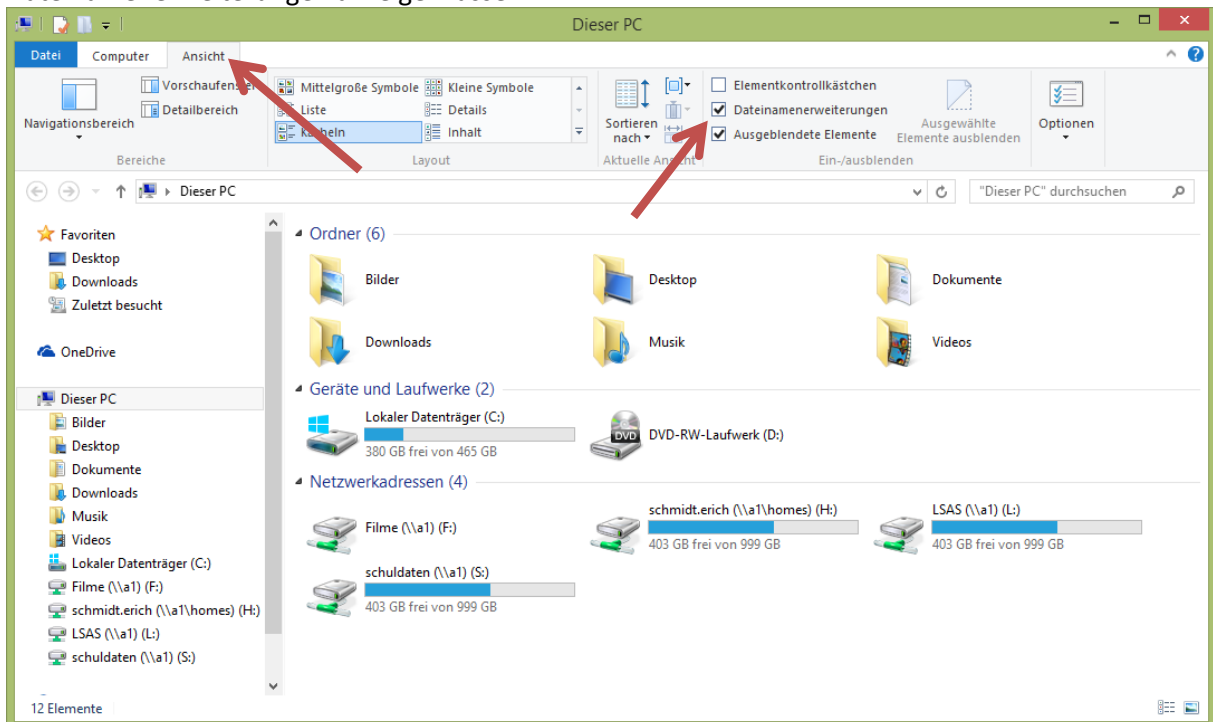 Dieser PC
Datei Computer Ansicht
Navigationsbereich
Detailbereich
Bereiche
Mittelgroße Symbole Kleine Symbole
Liste Details
Inhalt
Layout
Sortieren
nach
Aktuelle Ansicht
Elementkontrollkästchen
Dateinamenerweiterungen
Ausgeblendete Elemente
Ausgewählte
Elemente ausblenden
Ein-/ausblenden
Optionen
Dieser PC
"Dieser PC" durchsuchen
Favoriten
Desktop
Downloads
Zuletzt besucht
OneDrive
Dieser PC
Bilder
Desktop
Dokumente
Downloads
Musik
Videos
Lokaler Datenträger (C:)
Filme (\\a1) (F:)
schmidt.erich (\\a1\homes) (H:)
LSAS (\\a1) (L:)
schuldaten (\\a1) (S:)
Ordner (6)
Bilder Desktop Dokumente
Downloads Musik Videos
Geräte und Laufwerke (2)
Lokaler Datenträger (C:)
380 GB frei von 465 GB
DVD
DVD-RW-Laufwerk (D:)
Netzwerkadressen (4)
Filme (\\a1) (F:)
schmidt.erich (\\a1\homes) (H:)
403 GB frei von 999 GB
LSAS (\\a1) (L:)
403 GB frei von 999 GB
schuldaten (\\a1) (S:)
403 GB frei von 999 GB
12 Elemente